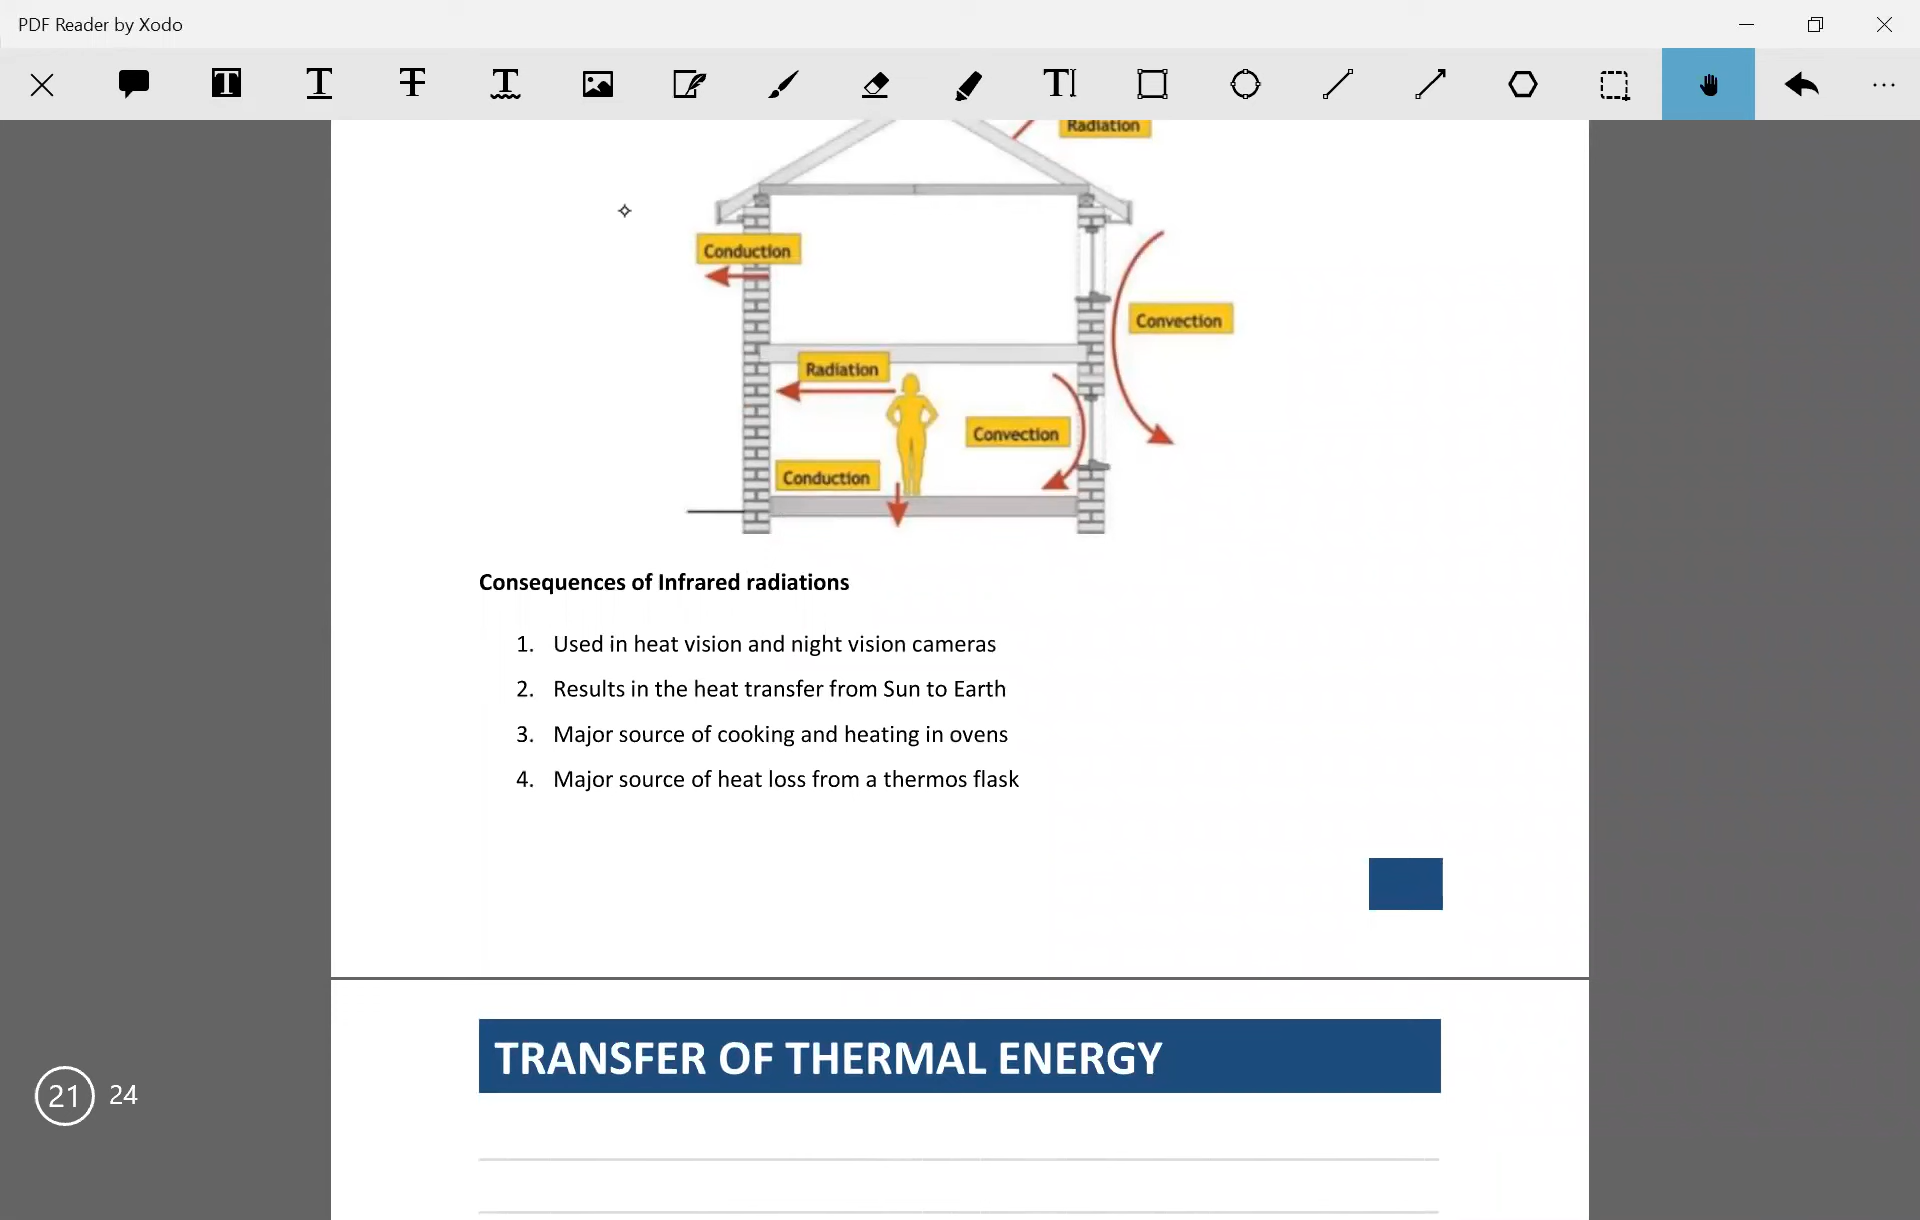 PDF Reader by Xodo
Radiation
Conduction
Convection
Radiation
Convection
Conduction
Consequences of Infrared radiations
1. Used in heat vision and night vision cameras
2. Results in the heat transfer from Sun to Earth
3. Major source of cooking and heating in ovens
4. Major source of heat loss from a thermos flask
TRANSFER OF THERMAL ENERGY
21 24